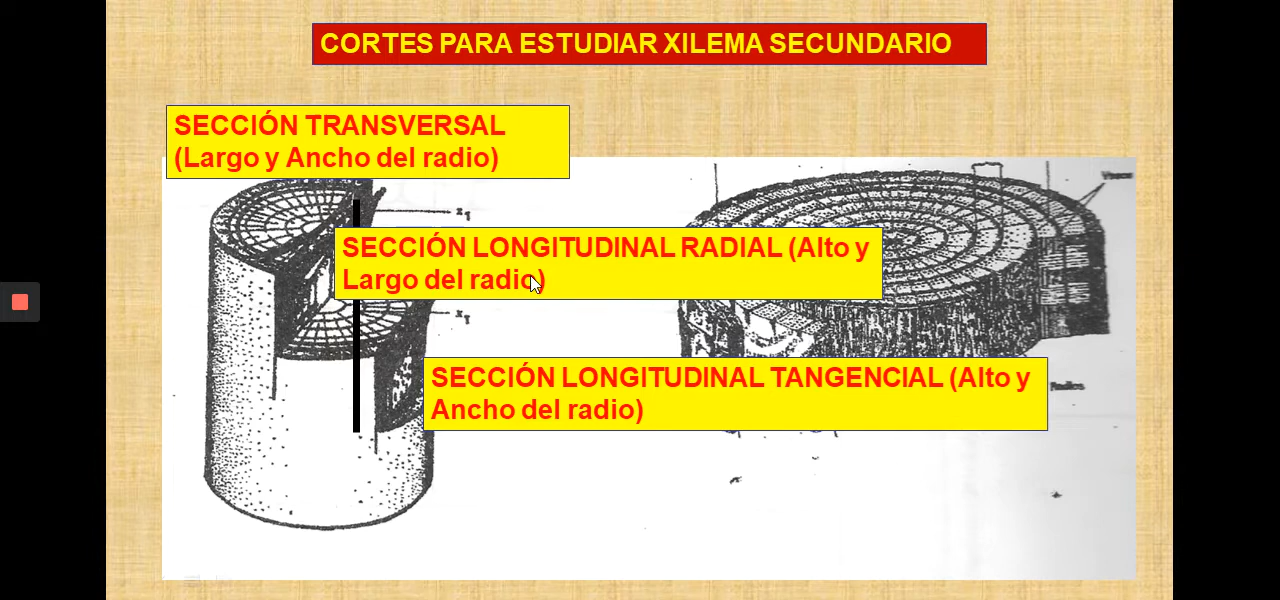 CORTES PARA ESTUDIAR XILEMA SECUNDARIO
SECCIÓN TRANSVERSAL
(Largo y Ancho del radio)
SECCIÓN LONGITUDINAL RADIAL (Alto y
Largo del radio)
SECCIÓN LONGITUDINAL TANGENCIAL (Alto y
Ancho del radio)
Radios